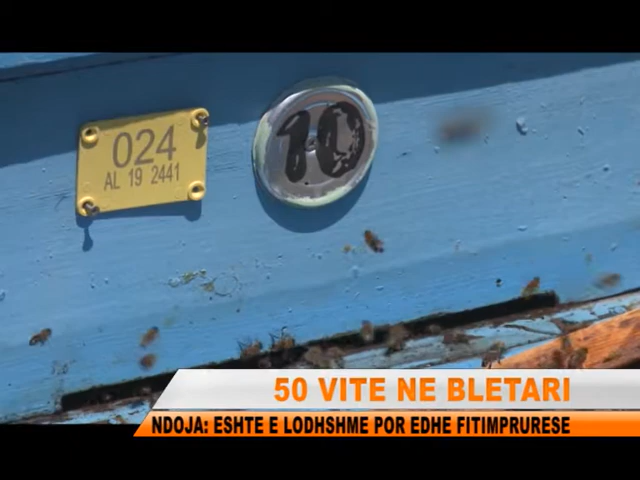 024
AL 19 2441
10
50 VITE NE BLETARI
NDOJA: ESHTE E LODHSHME POR EDHE FITIMPRURESE